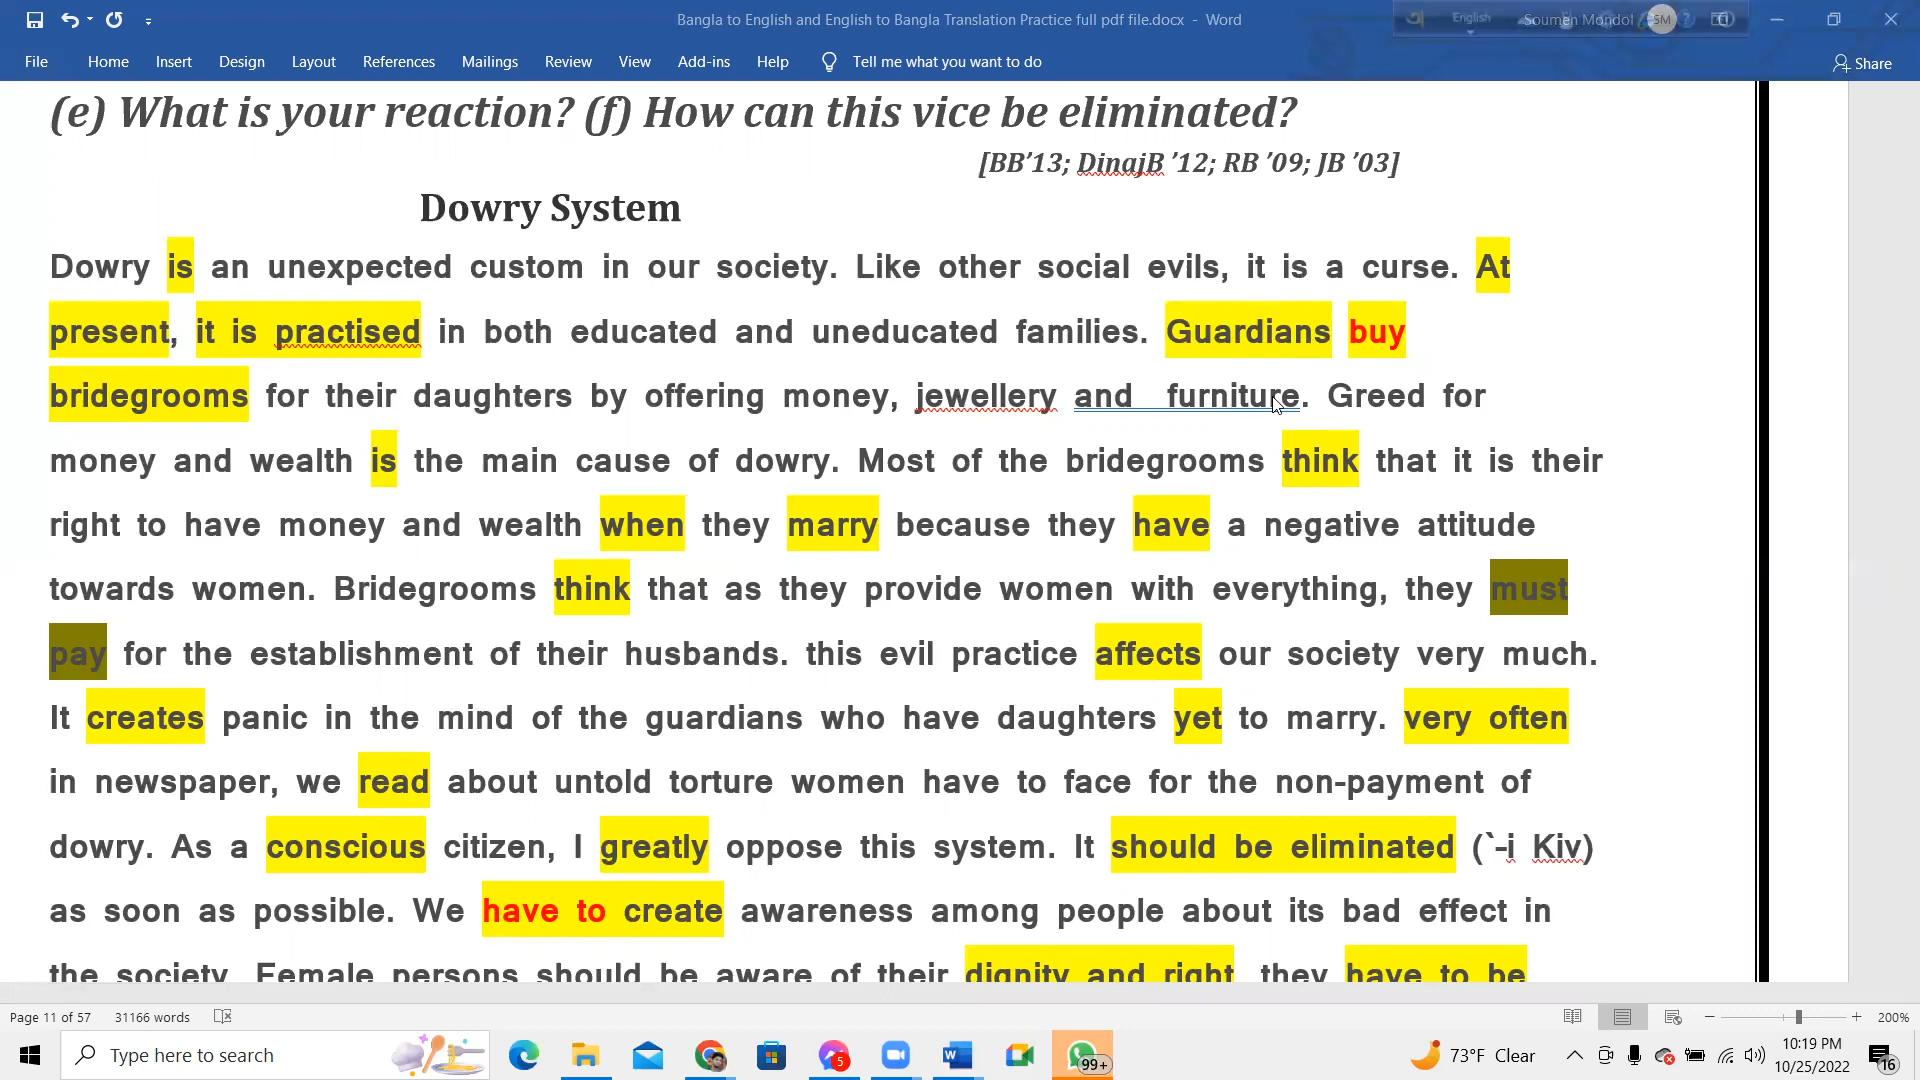 Bangla to English and English to Bangla Translation Practice full pdf file.docx - Word
English
Soumen Mondol
SM
File Home Insert Design Layout References Mailings Review View Add-ins Help Tell me what you want to do
Share
(e) What is your reaction? (f) How can this vice be eliminated?
[BB’13; DinajB ’12; RB ’09; JB ’03]
Dowry System
Dowry is an unexpected custom in our society. Like other social evils, it is a curse. At
present, it is practised in both educated and uneducated families. Guardians buy
bridegrooms for their daughters by offering money, jewellery and furniture. Greed for
money and wealth is the main cause of dowry. Most of the bridegrooms think that it is their
right to have money and wealth when they marry because they have a negative attitude
towards women. Bridegrooms think that as they provide women with everything, they must
pay for the establishment of their husbands. this evil practice affects our society very much.
It creates panic in the mind of the guardians who have daughters yet to marry. very often
in newspaper, we read about untold torture women have to face for the non-payment of
dowry. As a conscious citizen, I greatly oppose this system. It should be eliminated (`-i Kiv)
as soon as possible. We have to create awareness among people about its bad effect in
the society. Female persons should be aware of their dignity and right, they have to be
Page 11 of 57 31166 words
200%
Type here to search
5
99+
73°F Clear
10:19 PM
10/25/2022
16